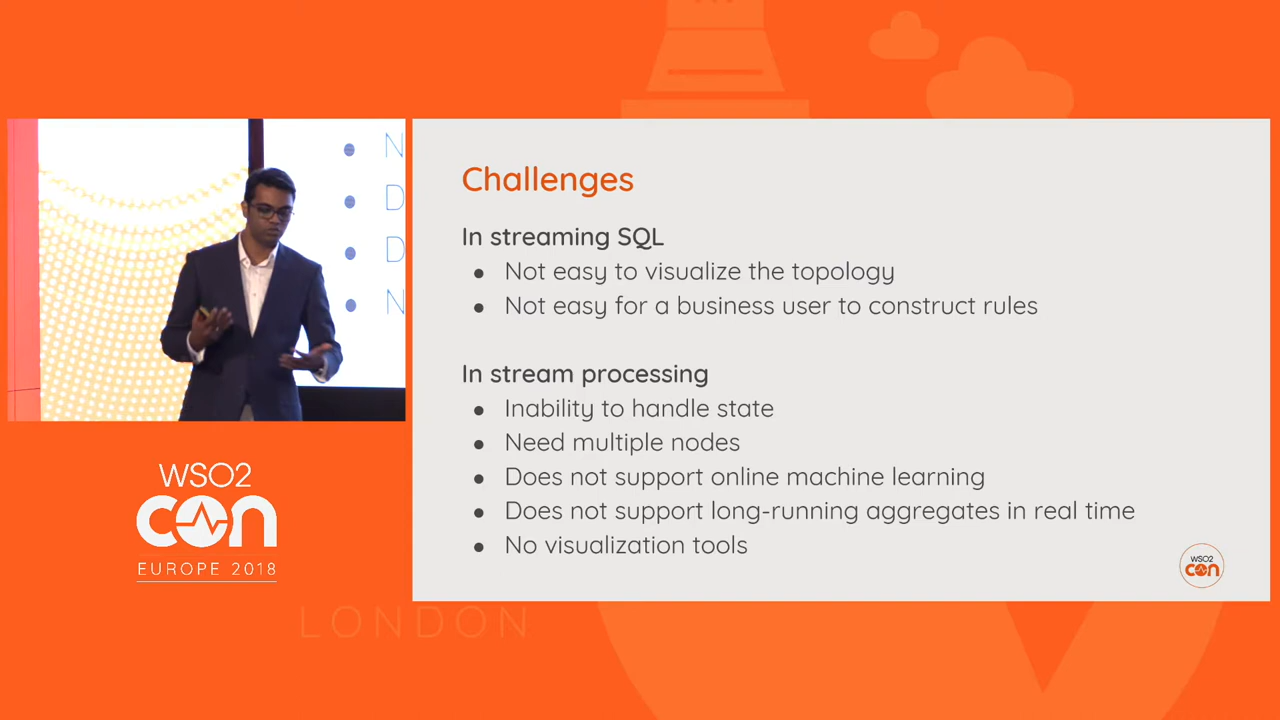 N
D
D
N
WSO2
con
EUROPE 2018
LONDON
Challenges
In streaming SQL
● Not easy to visualize the topology
● Not easy for a business user to construct rules
In stream processing
● Inability to handle state
● Need multiple nodes
● Does not support online machine learning
● Does not support long-running aggregates in real time
● No visualization tools
WSO2
con